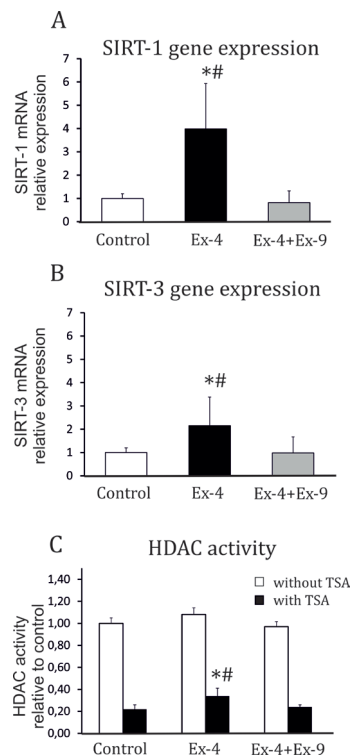 A
SIRT-1 gene expression
SIRT-1 mRNA
relative expression
7
6
5
4
3
2
1
0
*#
Control Ex-4 Ex-4+Ex-9
B
SIRT-3 gene expression
SIRT-3 mRNA
relative expression
7
6
5
4
3
2
1
0
*#
Control Ex-4 Ex-4+Ex-9
C
HDAC activity
HDAC activity
relative to control
1,40
1,20
1,00
0,80
0,60
0,40
0,20
0,00
without TSA
with TSA
*#
Control Ex-4 Ex-4+Ex-9